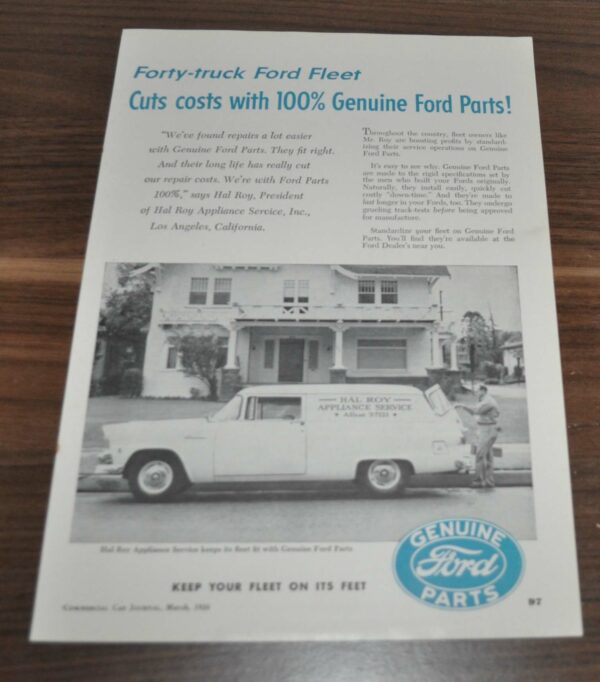 Forty-truck Ford Fleet
Cuts costs with 100% Genuine Ford Parts!
"We've found repairs a lot easier
with Genuine Ford Parts. They fit right.
And their long life has really cut
our repair costs. We're with Ford Parts
100%," says Hal Roy, President
of Hal Roy Appliance Service, Inc.,
Los Angeles, California.
Throughout the country, fleet owners like
Mr. Roy are boosting profits by standard-
izing their service operations on Genuine
Ford Parts.
It's easy to see why. Genuine Ford Parts
are made to the rigid specifications set by
the men who built your Fords originally.
Naturally, they install easily, quickly cut
costly "down-time." And they're made to
last longer in your Fords, too. They undergo
grueling track-tests before being approved
for manufacture.
Standardize your fleet on Genuine Ford
Parts. You'll find they're available at the
Ford Dealer's near you.
HAL ROY
APPLIANCE SERVICE
Hal Roy Appliance Service keeps its fleet fit with Genuine Ford Parts
KEEP YOUR FLEET ON ITS FEET
GENUINE
Ford
PARTS
Commercial Car Journal, March,
97